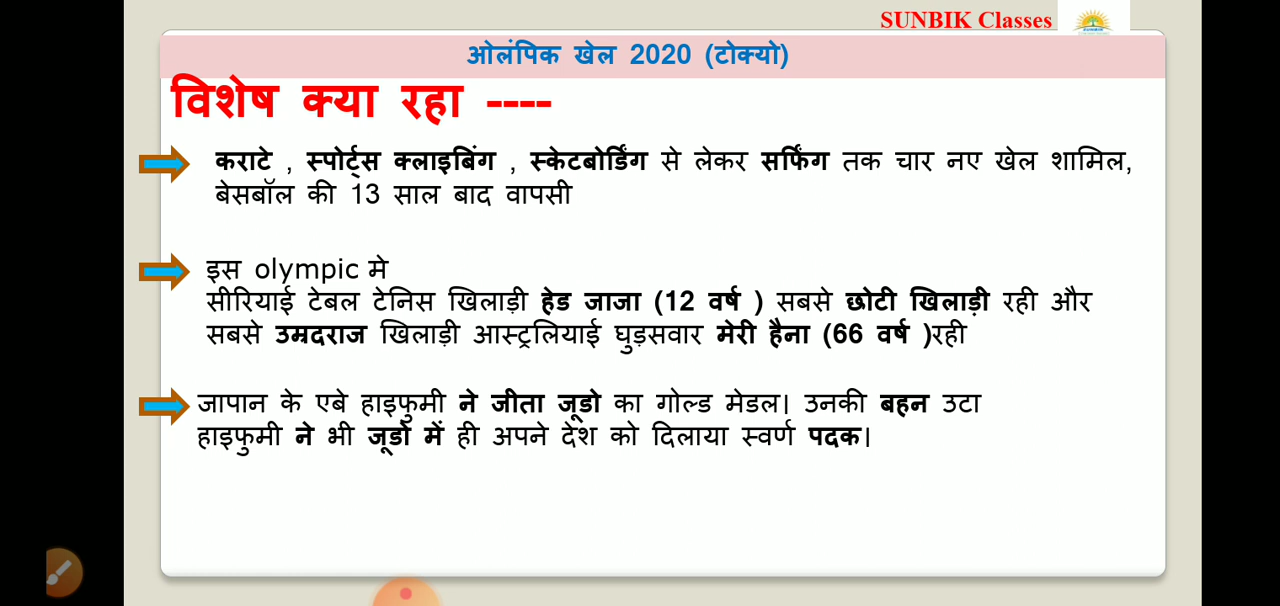 SUNBIK Classes
ओलंपिक खेल 2020 (टोक्यो)
विशेष क्या रहा ----
कराटे , स्पोर्ट्स क्लाइबिंग , स्केटबोर्डिंग से लेकर सर्फिंग तक चार नए खेल शामिल,
बेसबॉल की 13 साल बाद वापसी
इस olympic मे
सीरियाई टेबल टेनिस खिलाड़ी हेड जाजा (12 वर्ष ) सबसे छोटी खिलाड़ी रही और
सबसे उम्रदराज खिलाड़ी आस्ट्रलियाई घुड़सवार मेरी हैना (66 वर्ष )रही
जापान के एबे हाइफुमी ने जीता जूडो का गोल्ड मेडल। उनकी बहन उटा
हाइफुमी ने भी जूडो में ही अपने देश को दिलाया स्वर्ण पदक।